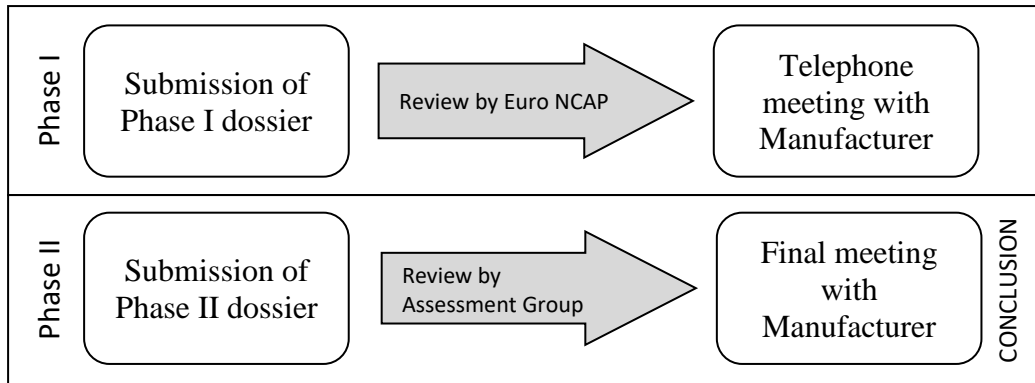 Phase I
Submission of
Phase I dossier
Review by Euro NCAP
Telephone
meeting with
Manufacturer
Phase II
Submission of
Phase II dossier
Review by
Assessment Group
Final meeting
with
Manufacturer
CONCLUSION